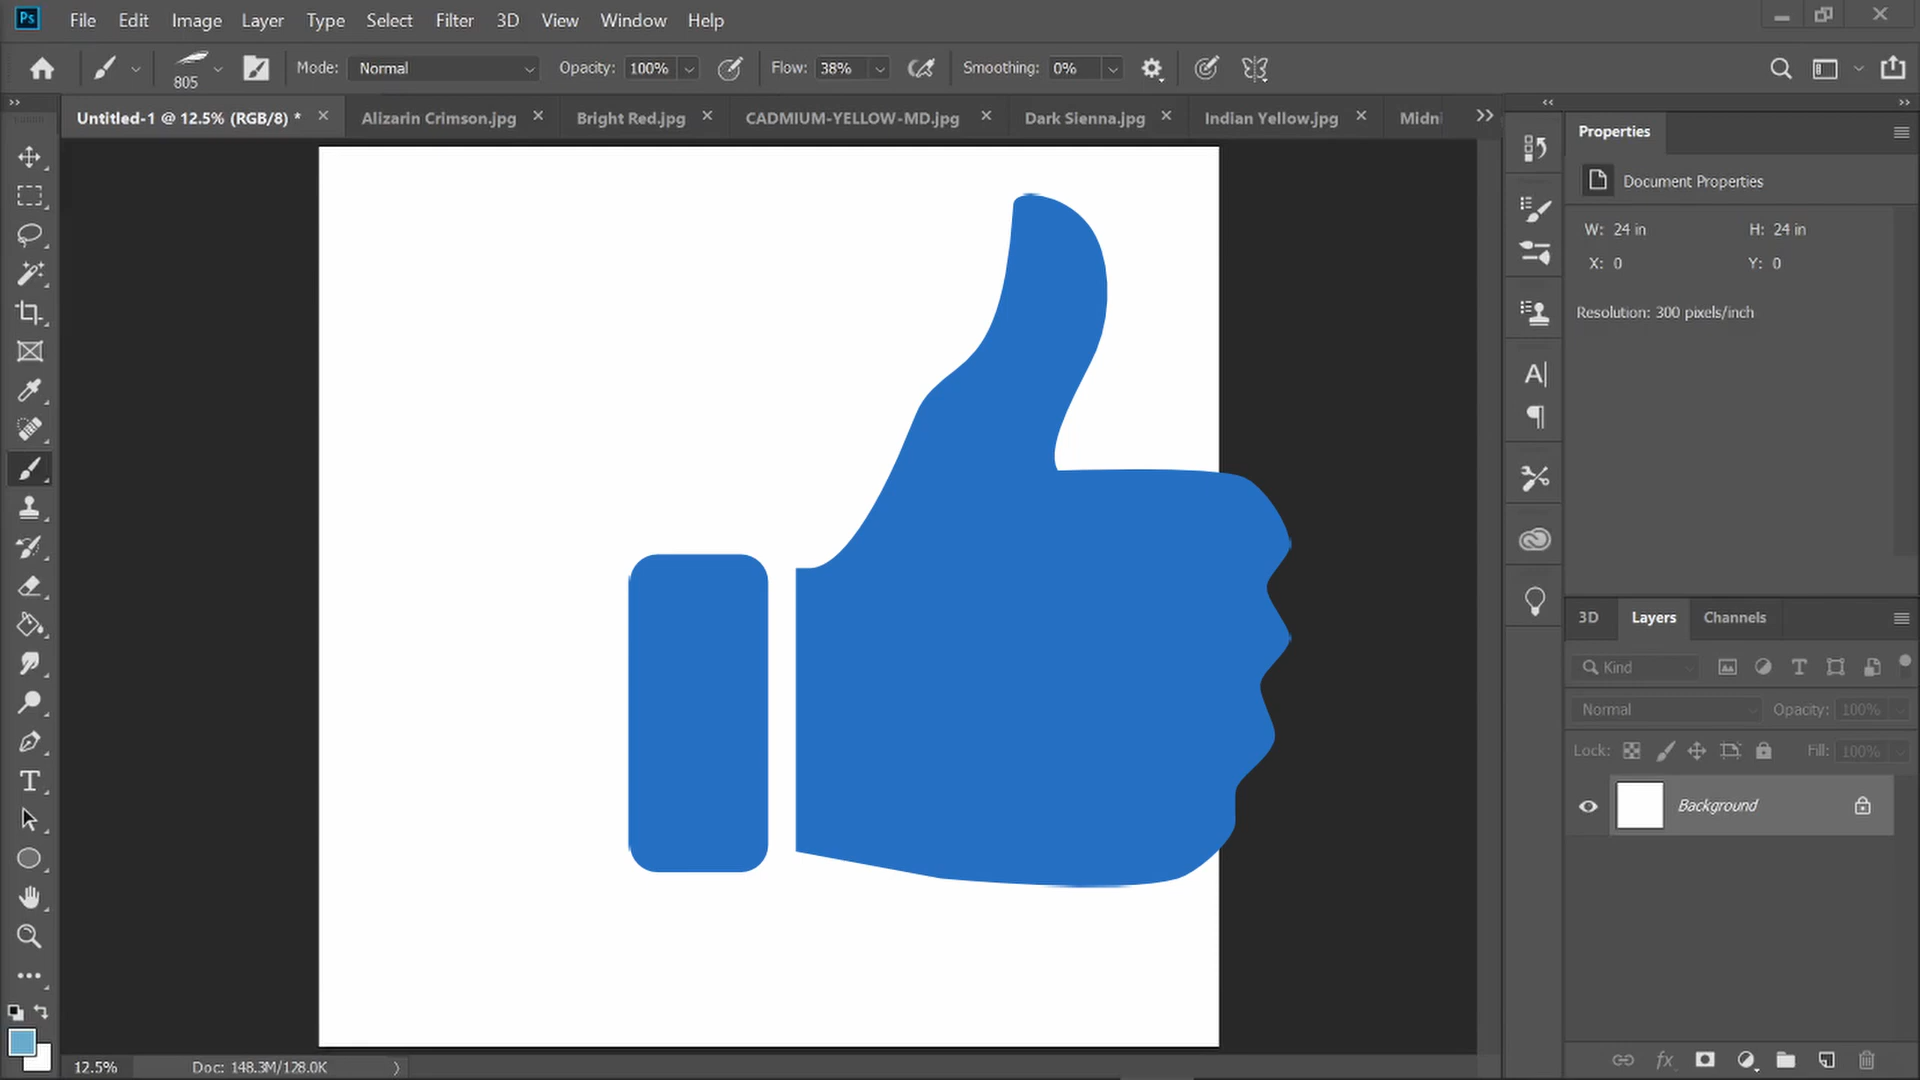 Ps File Edit Image Layer Type Select Filter 3D View Window Help
805 Mode: Normal Opacity: 100% Flow: 38% Smoothing: 0%
Untitled-1 @ 12.5% (RGB/8) * Alizarin Crimson.jpg Bright Red.jpg CADMIUM-YELLOW-MD.jpg Dark Sienna.jpg Indian Yellow.jpg Midni
Properties
Document Properties
W: 24 in H: 24 in
X: 0 Y: 0
Resolution: 300 pixels/inch
3D Layers Channels
Kind
Normal Opacity: 100%
Lock: Fill: 100%
Background
12.5% Doc: 148.3M/128.0K